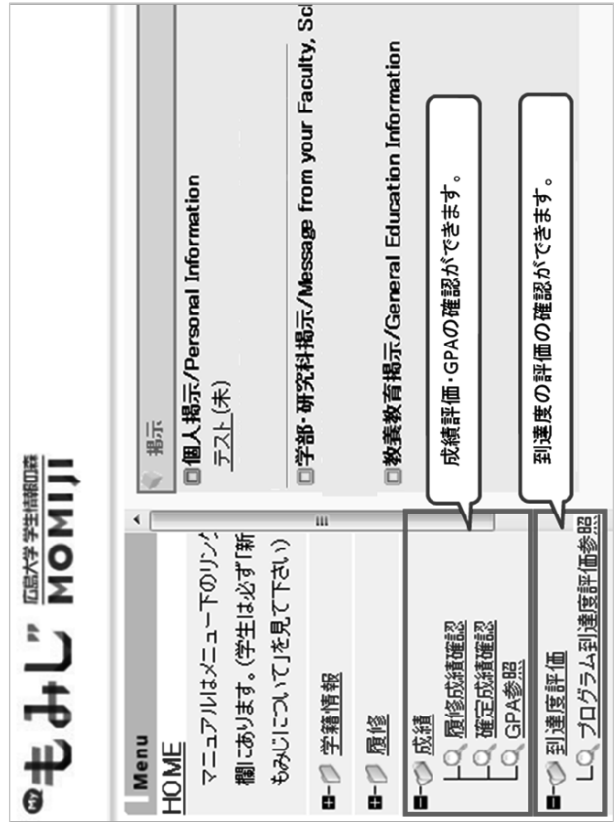 My もみじ 広島大学 学生情報の森
MOMIJI
Menu
HOME
マニュアルはメニュー下のリンク
欄にあります。(学生は必ず「新
もみじについて」を見て下さい)
学籍情報
履修
成績
履修成績確認
確定成績確認
GPA参照
到達度評価
プログラム到達度評価参照
掲示
個人掲示/Personal Information
テスト(未)
学部・研究科掲示/Message from your Faculty, Sc
教養教育掲示/General Education Information
成績評価・GPAの確認ができます。
到達度の評価の確認ができます。